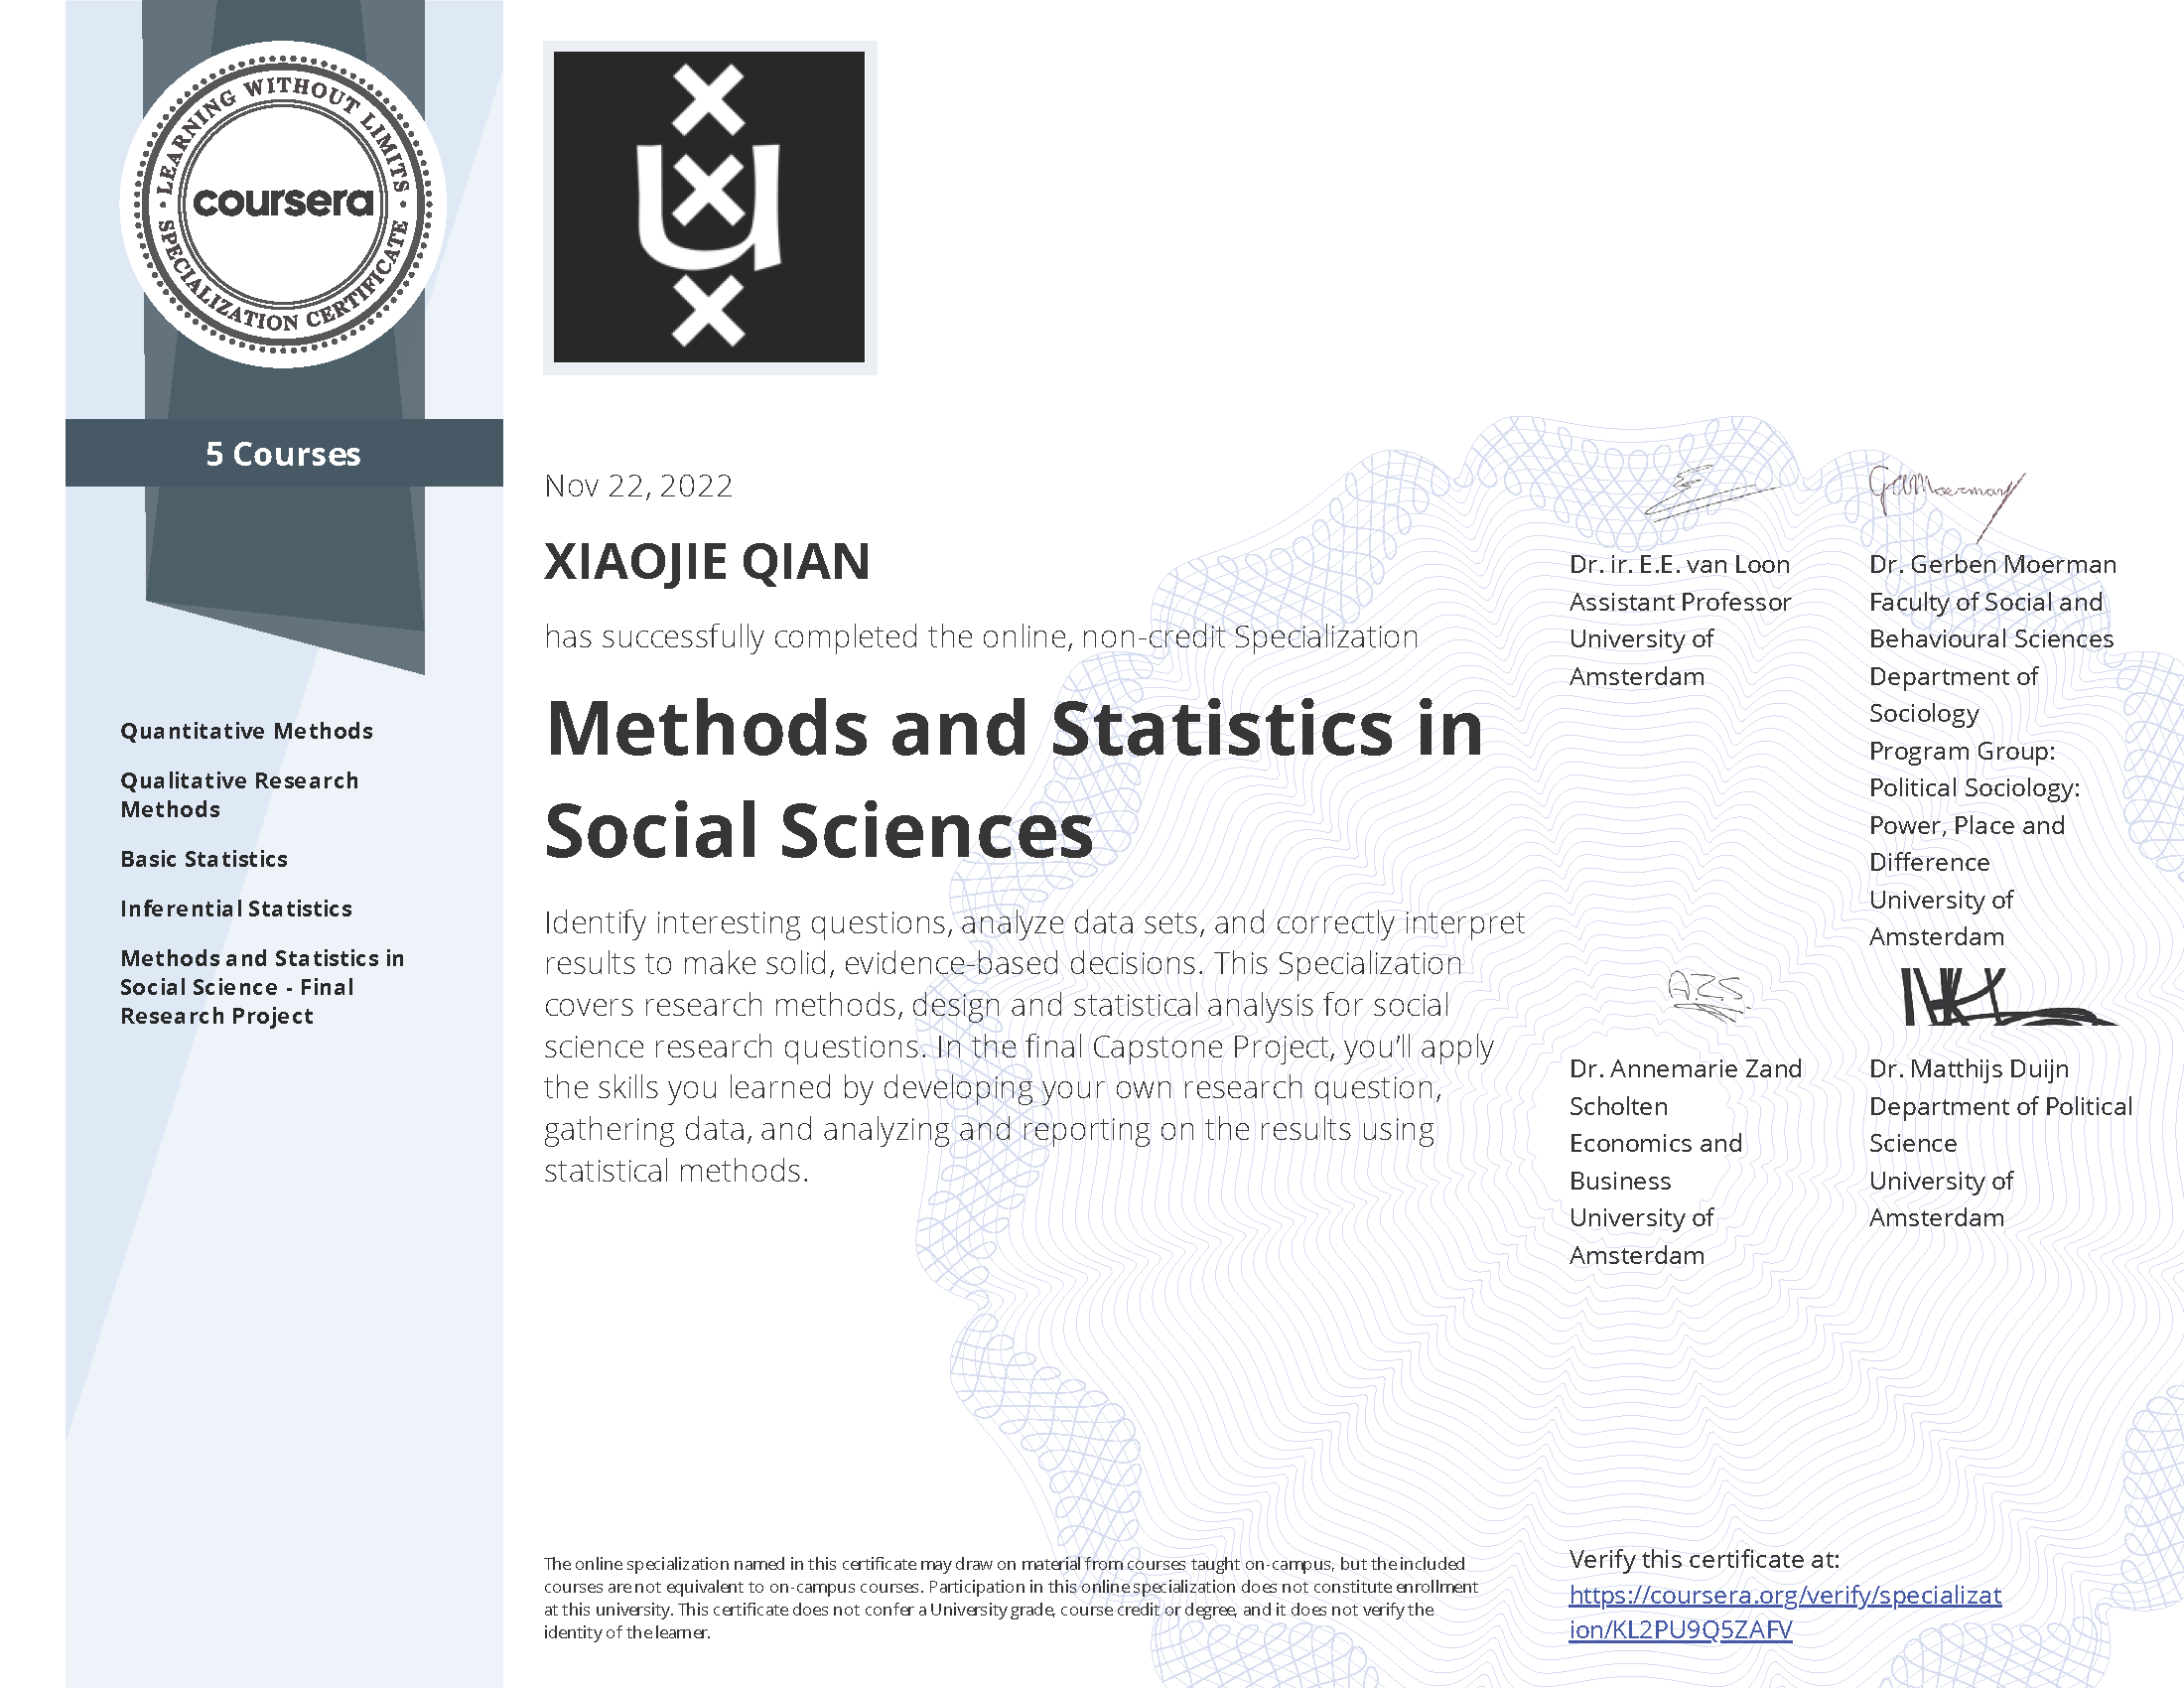 LEARNING WITHOUT LIMITS
coursera
SPECIALIZATION CERTIFICATE
5 Courses
Quantitative Methods
Qualitative Research
Methods
Basic Statistics
Inferential Statistics
Methods and Statistics in
Social Science - Final
Research Project
Nov 22, 2022
XIAOJIE QIAN
has successfully completed the online, non-credit Specialization
Methods and Statistics in
Social Sciences
Identify interesting questions, analyze data sets, and correctly interpret
results to make solid, evidence-based decisions. This Specialization
covers research methods, design and statistical analysis for social
science research questions. In the final Capstone Project, you’ll apply
the skills you learned by developing your own research question,
gathering data, and analyzing and reporting on the results using
statistical methods.
Dr. ir. E.E. van Loon
Assistant Professor
University of
Amsterdam
Dr. Gerben Moerman
Faculty of Social and
Behavioural Sciences
Department of
Sociology
Program Group:
Political Sociology:
Power, Place and
Difference
University of
Amsterdam
Dr. Annemarie Zand
Scholten
Economics and
Business
University of
Amsterdam
Dr. Matthijs Duijn
Department of Political
Science
University of
Amsterdam
The online specialization named in this certificate may draw on material from courses taught on-campus, but the included
courses are not equivalent to on-campus courses. Participation in this online specialization does not constitute enrollment
at this university. This certificate does not confer a University grade, course credit or degree, and it does not verify the
identity of the learner.
Verify this certificate at:
https://coursera.org/verify/specializat
ion/KL2PU9Q5ZAFV